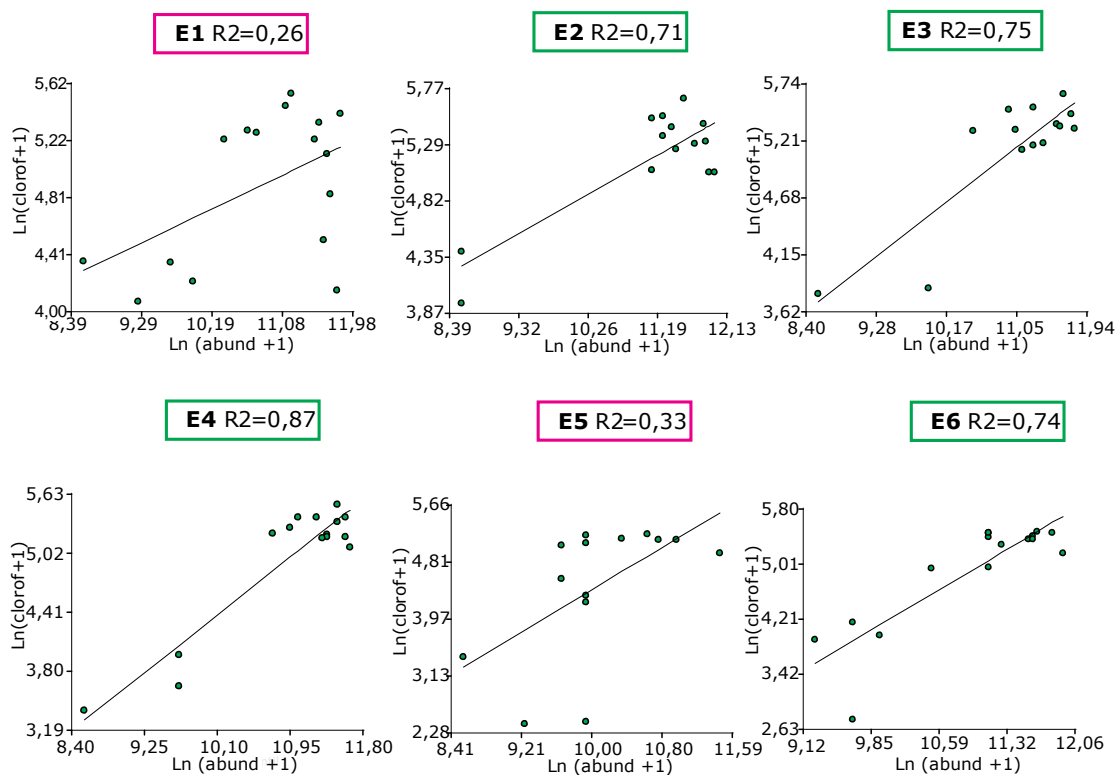 E1 R2=0,26
E2 R2=0,71
E3 R2=0,75
Ln(clorof+1)
5,62
5,22
4,81
4,41
4,00
8,39 9,29 10,19 11,08 11,98
Ln (abund +1)
Ln(clorof+1)
5,77
5,29
4,82
4,35
3,87
8,39 9,32 10,26 11,19 12,13
Ln (abund +1)
Ln(clorof+1)
5,74
5,21
4,68
4,15
3,62
8,40 9,28 10,17 11,05 11,94
Ln (abund +1)
E4 R2=0,87
E5 R2=0,33
E6 R2=0,74
Ln(clorof+1)
5,63
5,02
4,41
3,80
3,19
8,40 9,25 10,10 10,95 11,80
Ln (abund +1)
Ln(clorof+1)
5,66
4,81
3,97
3,13
2,28
8,41 9,21 10,00 10,80 11,59
Ln (abund +1)
Ln(clorof+1)
5,80
5,01
4,21
3,42
2,63
9,12 9,85 10,59 11,32 12,06
Ln (abund +1)